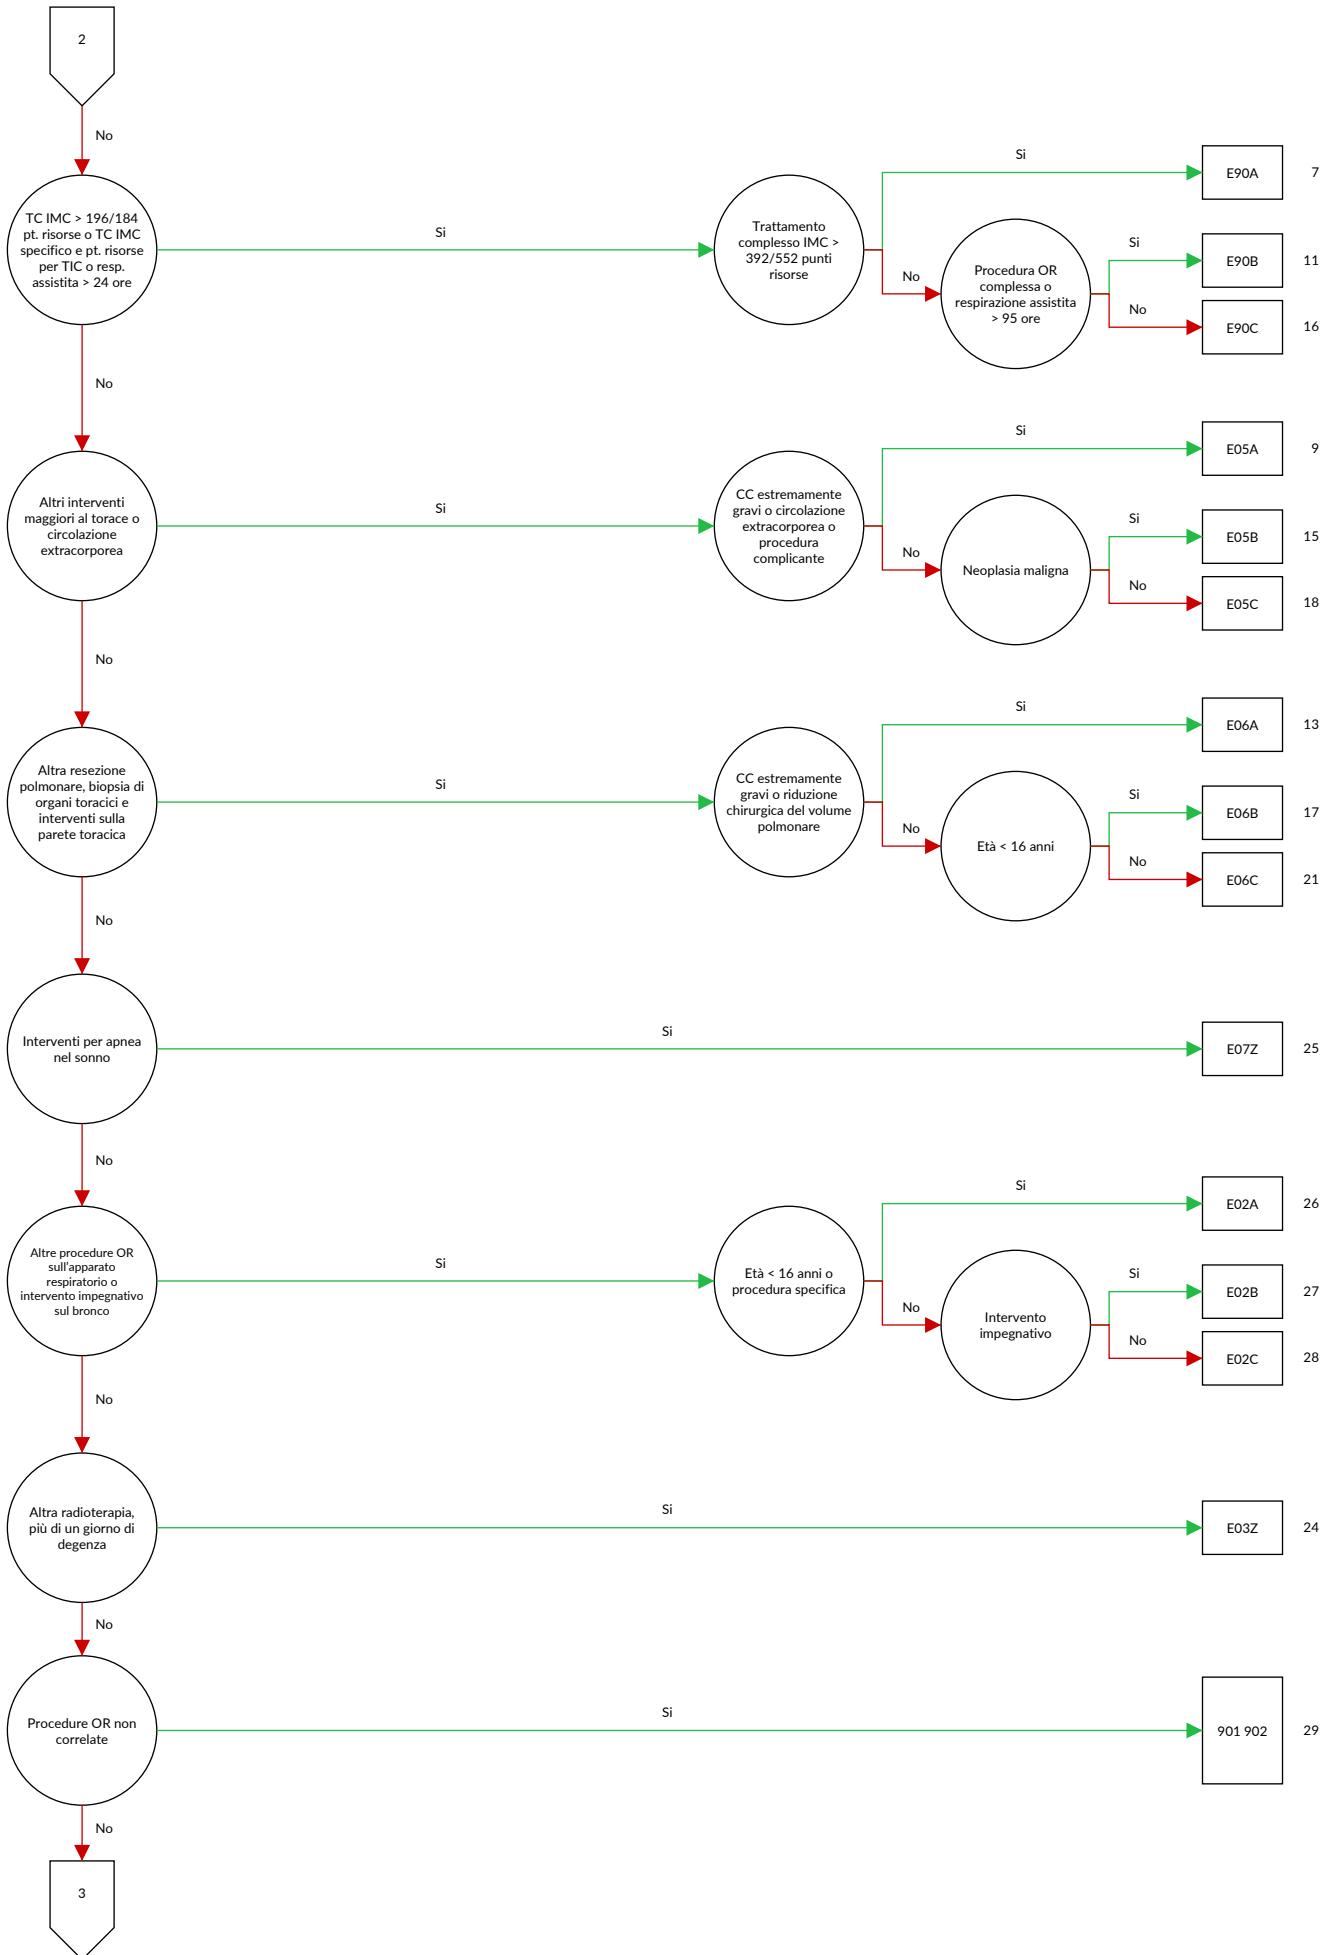 2
No
TC IMC > 196/184
pt. risorse o TC IMC
specifico e pt. risorse
per TIC o resp.
assistita > 24 ore
Si
Trattamento
complesso IMC >
392/552 punti
risorse
Si
E90A
7
No
Procedura OR
complessa o
respirazione assistita
> 95 ore
Si
E90B
11
No
E90C
16
No
Altri interventi
maggiori al torace o
circolazione
extracorporea
Si
CC estremamente
gravi o circolazione
extracorporea o
procedura
complicante
Si
E05A
9
No
Neoplasia maligna
Si
E05B
15
No
E05C
18
No
Altra resezione
polmonare, biopsia di
organi toracici e
interventi sulla
parete toracica
Si
CC estremamente
gravi o riduzione
chirurgica del volume
polmonare
Si
E06A
13
No
Età < 16 anni
Si
E06B
17
No
E06C
21
No
Interventi per apnea
nel sonno
Si
E07Z
25
No
Altre procedure OR
sull'apparato
respiratorio o
intervento impegnativo
sul bronco
Si
Età < 16 anni o
procedura specifica
Si
E02A
26
No
Intervento
impegnativo
Si
E02B
27
No
E02C
28
No
Altra radioterapia,
più di un giorno di
degenza
Si
E03Z
24
No
Procedure OR non
correlate
Si
901 902
29
No
3